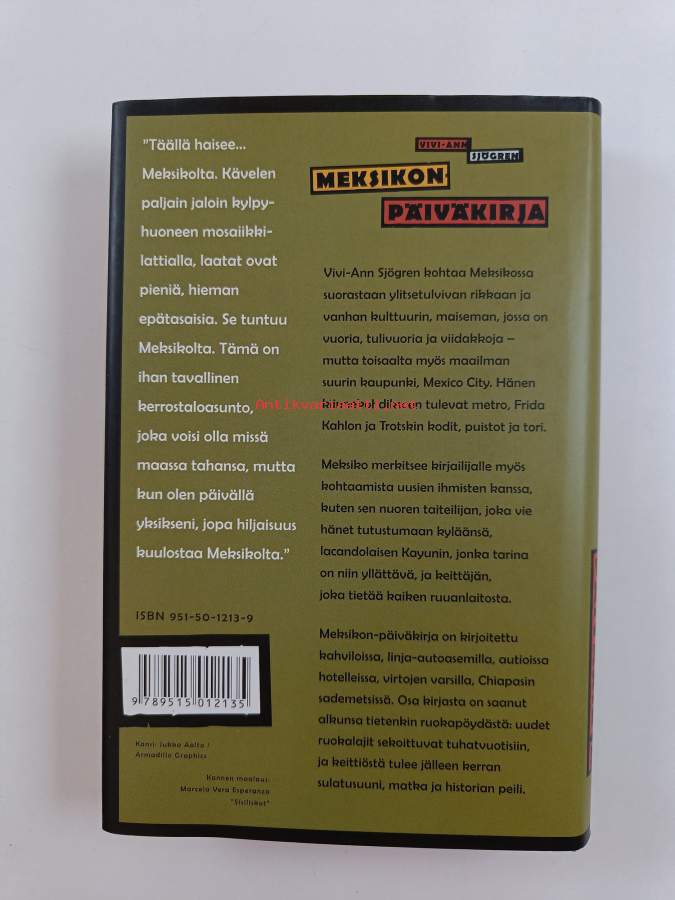 "Täällä haisee...
Meksikolta. Kävelen
paljain jaloin kylpy-
huoneen mosaiikki-
lattialla, laatat ovat
pieniä, hieman
epätasaisia. Se tuntuu
Meksikolta. Tämä on
ihan tavallinen
kerrostaloasunto,
joka voisi olla missä
maassa tahansa, mutta
kun olen päivällä
yksikseni, jopa hiljaisuus
kuulostaa Meksikolta."
ISBN 951-50-1213-9
9 789515 012135
Kansi: Jukka Aalto /
Armadillo Graphics
Kannen maalaus:
Marcela Vera Esperanza
"Sisiliskot"
VIVI-ANN
SJÖGREN
MEKSIKON-
PÄIVÄKIRJA
Vivi-Ann Sjögren kohtaa Meksikossa
suorastaan ylitsetulvivan rikkaan ja
vanhan kulttuurin, maiseman, jossa on
vuoria, tulivuoria ja viidakkoja –
mutta toisaalta myös maailman
suurin kaupunki, Mexico City. Hänen
tulevat metro, Frida
Kahlon ja Trotskin kodit, puistot ja tori.
Meksiko merkitsee kirjailijalle myös
kohtaamista uusien ihmisten kanssa,
kuten sen nuoren taiteilijan, joka vie
hänet tutustumaan kyläänsä,
lacandolaisen Kayunin, jonka tarina
on niin yllättävä, ja keittäjän,
joka tietää kaiken ruuanlaitosta.
Meksikon-päiväkirja on kirjoitettu
kahviloissa, linja-autoasemilla, autioissa
hotelleissa, virtojen varsilla, Chiapasin
sademetsissä. Osa kirjasta on saanut
alkunsa tietenkin ruokapöydästä: uudet
ruokalajit sekoittuvat tuhatvuotisiin,
ja keittiöstä tulee jälleen kerran
sulatusuuni, matka ja historian peili.